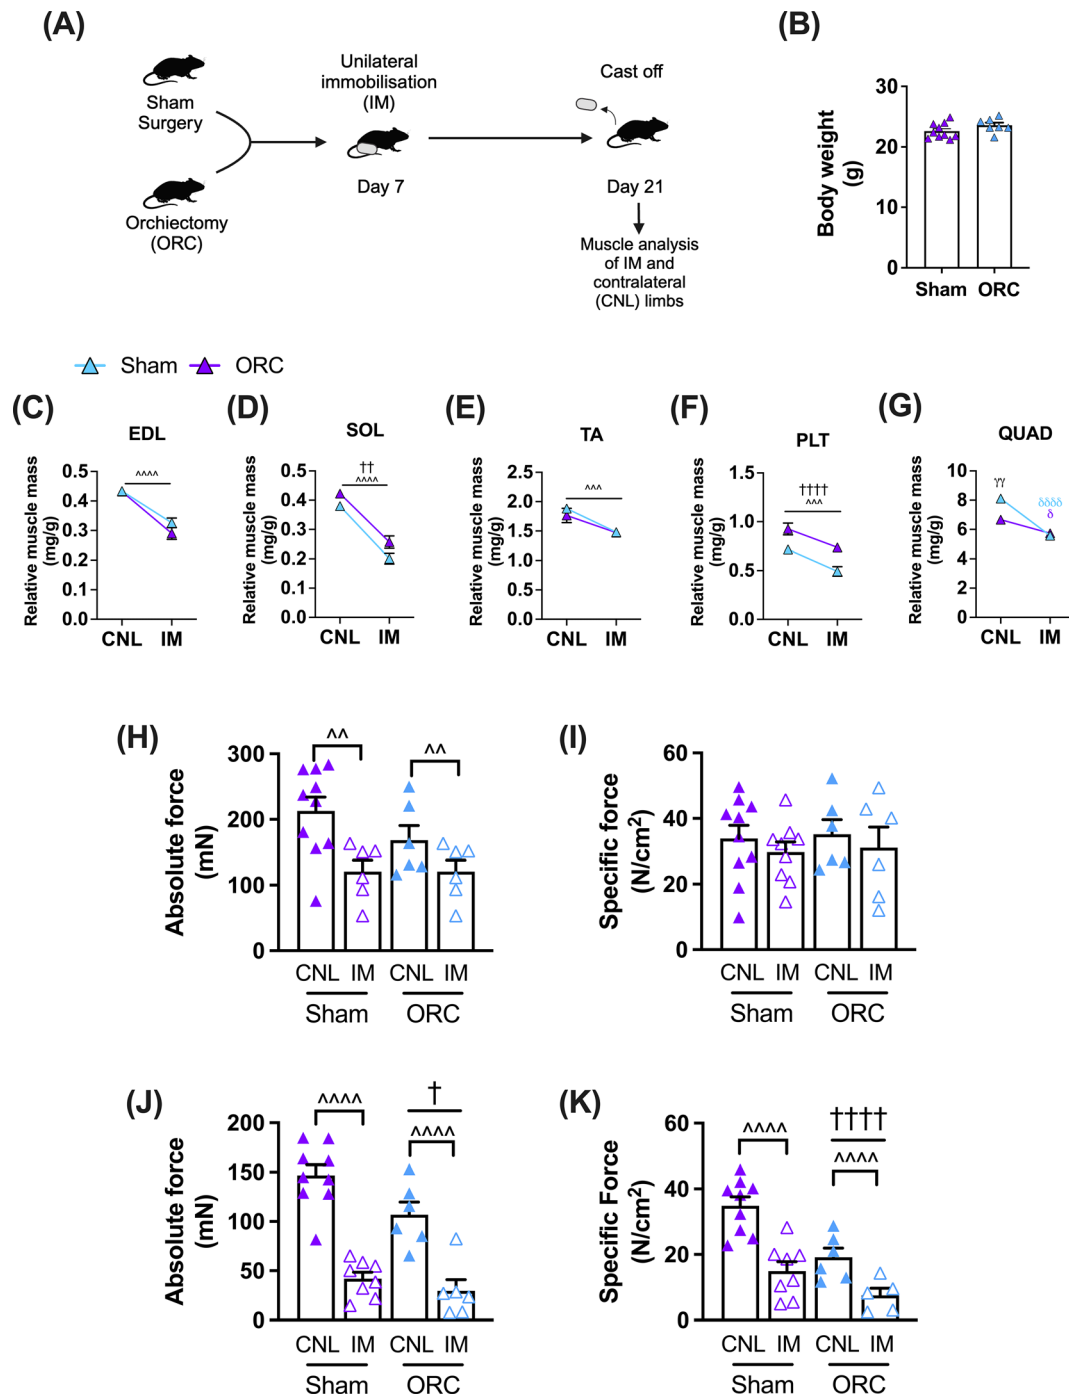 (A)
Sham
Surgery
Orchiectomy
(ORC)
Unilateral
immobilisation
(IM)
Day 7
Cast off
Day 21
Muscle analysis
of IM and
contralateral
(CNL) limbs
(B)
Body weight
(g)
30
20
10
0
Sham ORC
Sham ORC
(C)
EDL
Relative muscle mass
(mg/g)
0.5
0.4
0.3
0.2
0.1
0.0
^^^^
CNL IM
(D)
SOL
Relative muscle mass
(mg/g)
0.5
0.4
0.3
0.2
0.1
0.0
††
^^^^
CNL IM
(E)
TA
Relative muscle mass
(mg/g)
2.5
2.0
1.5
1.0
0.5
0.0
^^^
CNL IM
(F)
PLT
Relative muscle mass
(mg/g)
1.5
1.0
0.5
0.0
††††
^^^
CNL IM
(G)
QUAD
Relative muscle mass
(mg/g)
10
8
6
4
2
0
γγ
δδδδ
δ
CNL IM
(H)
Absolute force
(mN)
300
200
100
0
^^
^^
CNL IM CNL IM
Sham ORC
(I)
Specific force
(N/cm²)
60
40
20
0
CNL IM CNL IM
Sham ORC
(J)
Absolute force
(mN)
200
150
100
50
0
^^^^
†
^^^^
CNL IM CNL IM
Sham ORC
(K)
Specific Force
(N/cm²)
60
40
20
0
^^^^
††††
^^^^
CNL IM CNL IM
Sham ORC